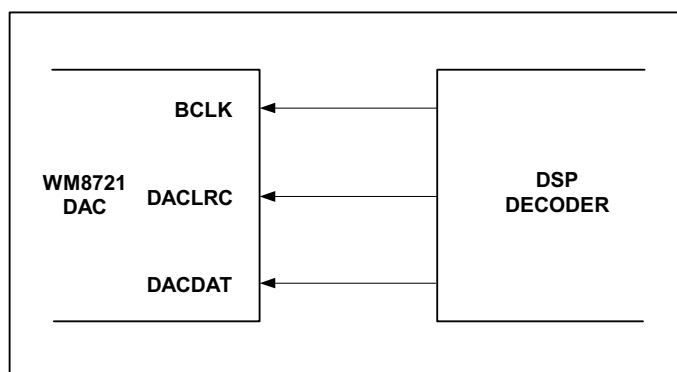 BCLK
WM8721
DAC
DACLRC
DACDAT
DSP
DECODER